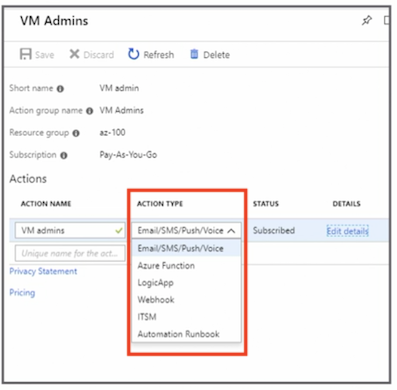 VM Admins
Save Discard Refresh Delete
Short name VM admin
Action group name VM Admins
Resource group az-100
Subscription Pay-As-You-Go
Actions
ACTION NAME ACTION TYPE STATUS DETAILS
VM admins Email/SMS/Push/Voice Subscribed Edit details
Unique name for the act... Email/SMS/Push/Voice
Privacy Statement Azure Function
Pricing LogicApp
Webhook
ITSM
Automation Runbook